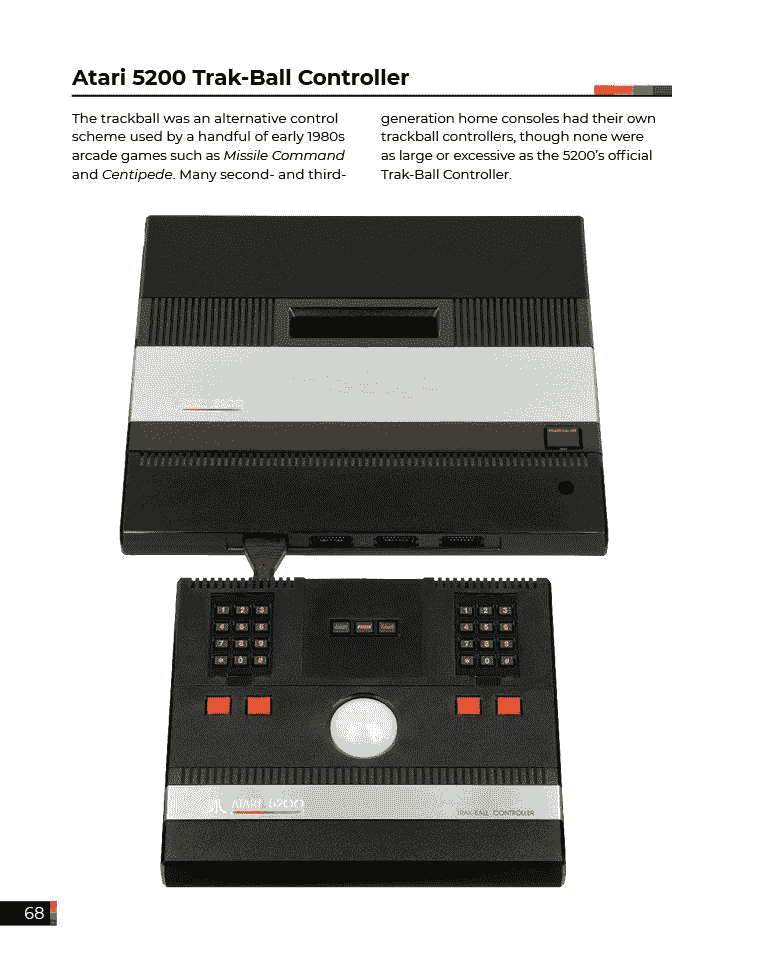 Atari 5200 Trak-Ball Controller
The trackball was an alternative control
scheme used by a handful of early 1980s
arcade games such as Missile Command
and Centipede. Many second- and third-
generation home consoles had their own
trackball controllers, though none were
as large or excessive as the 5200’s official
Trak-Ball Controller.
1 2 3
4 5 6
7 8 9
* 0 #
1 2 3
4 5 6
7 8 9
* 0 #
ATARI 5200
TRAK-BALL CONTROLLER
68